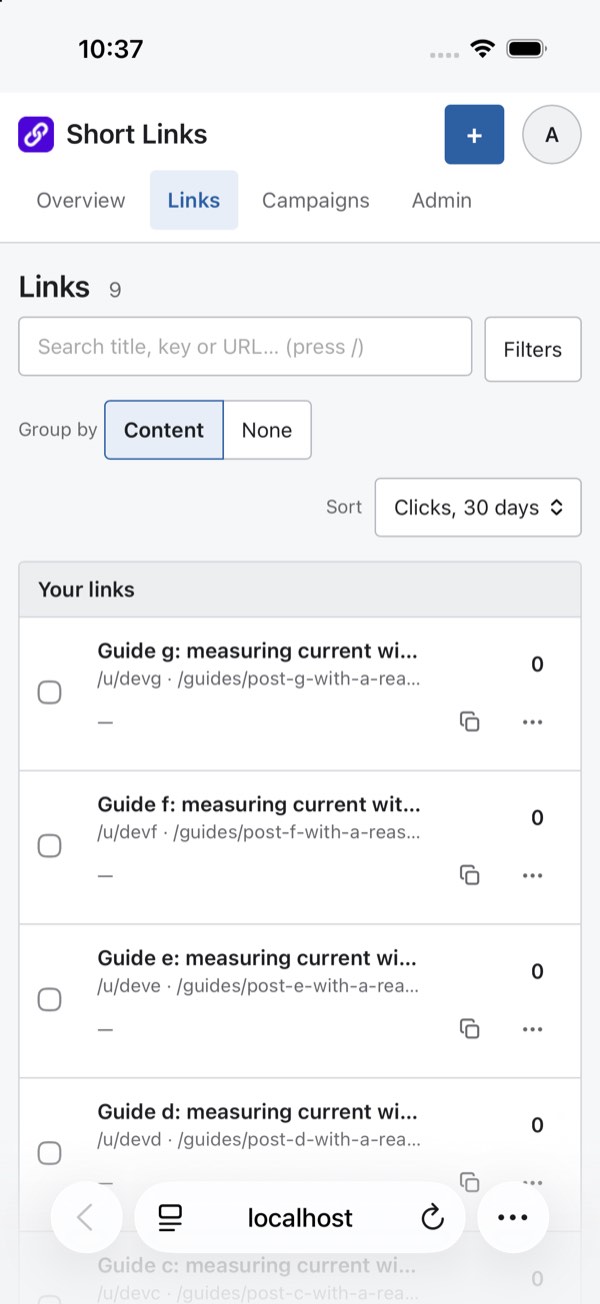 10:37
Short Links
+
A
Overview
Links
Campaigns
Admin
Links 9
Search title, key or URL... (press /)
Filters
Group by
Content
None
Sort
Clicks, 30 days
Your links
Guide g: measuring current wi...
0
/u/devg · /guides/post-g-with-a-rea...
—
Guide f: measuring current wit...
0
/u/devf · /guides/post-f-with-a-reas...
—
Guide e: measuring current wi...
0
/u/deve · /guides/post-e-with-a-rea...
—
Guide d: measuring current wi...
0
/u/devd · /guides/post-d-with-a-rea...
—
localhost
Guide c: measuring current wi...
0
/u/devc · /guides/post-c-with-a-rea...